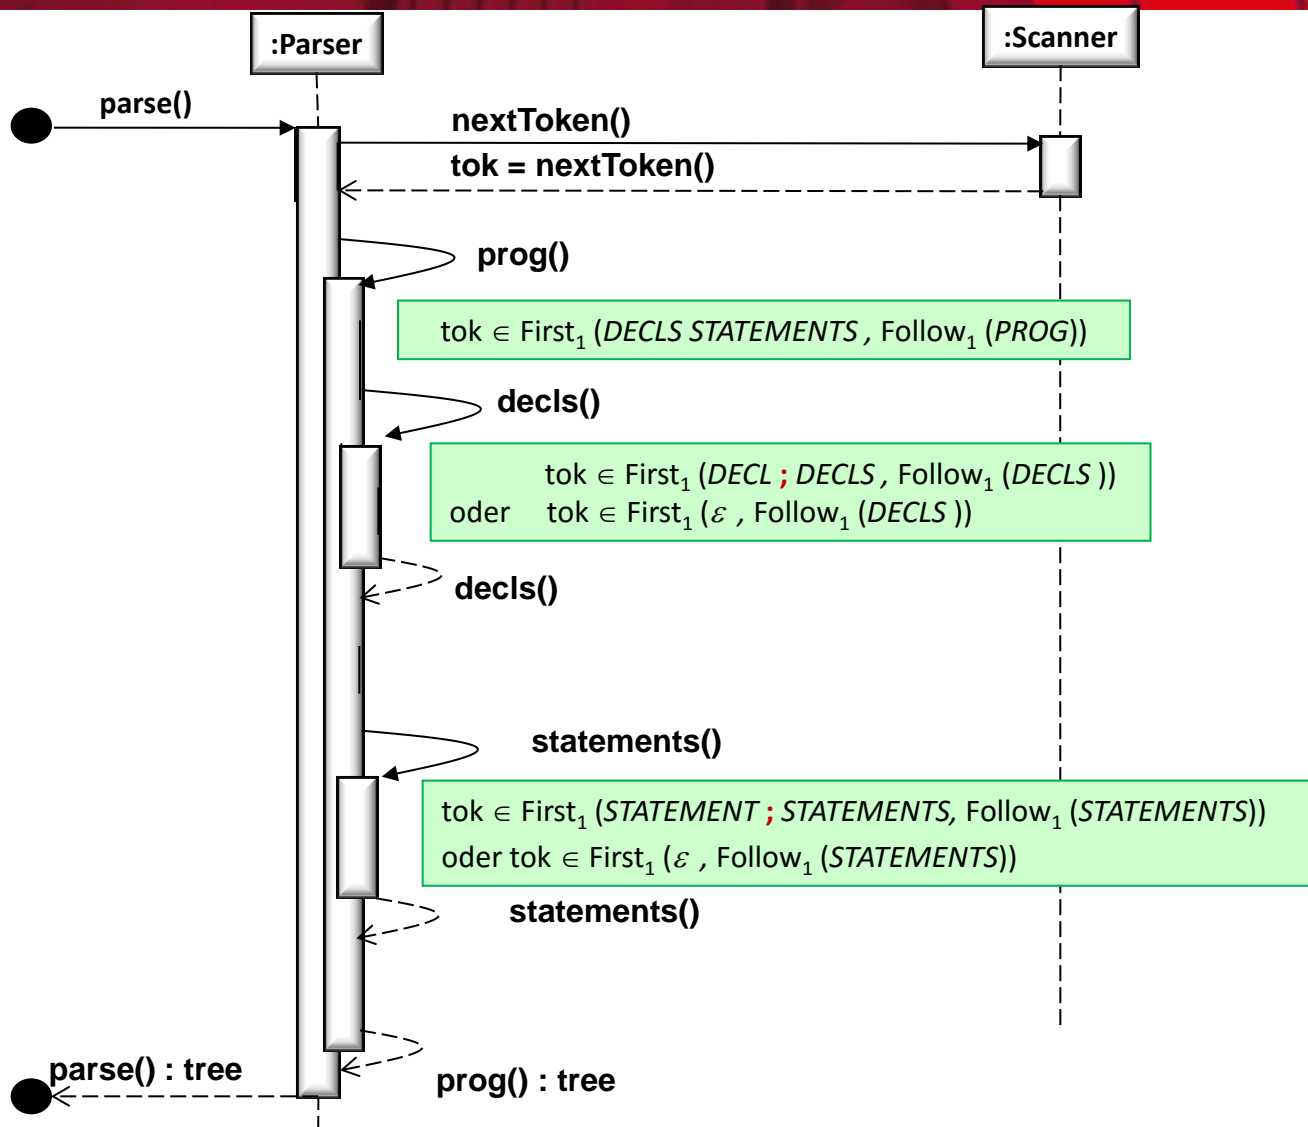 :Parser
:Scanner
parse()
nextToken()
tok = nextToken()
prog()
tok ∈ First₁ (DECLS STATEMENTS , Follow₁ (PROG))
decls()
tok ∈ First₁ (DECL ; DECLS , Follow₁ (DECLS ))
oder tok ∈ First₁ (ε , Follow₁ (DECLS ))
decls()
statements()
tok ∈ First₁ (STATEMENT ; STATEMENTS, Follow₁ (STATEMENTS))
oder tok ∈ First₁ (ε , Follow₁ (STATEMENTS))
statements()
parse() : tree
prog() : tree